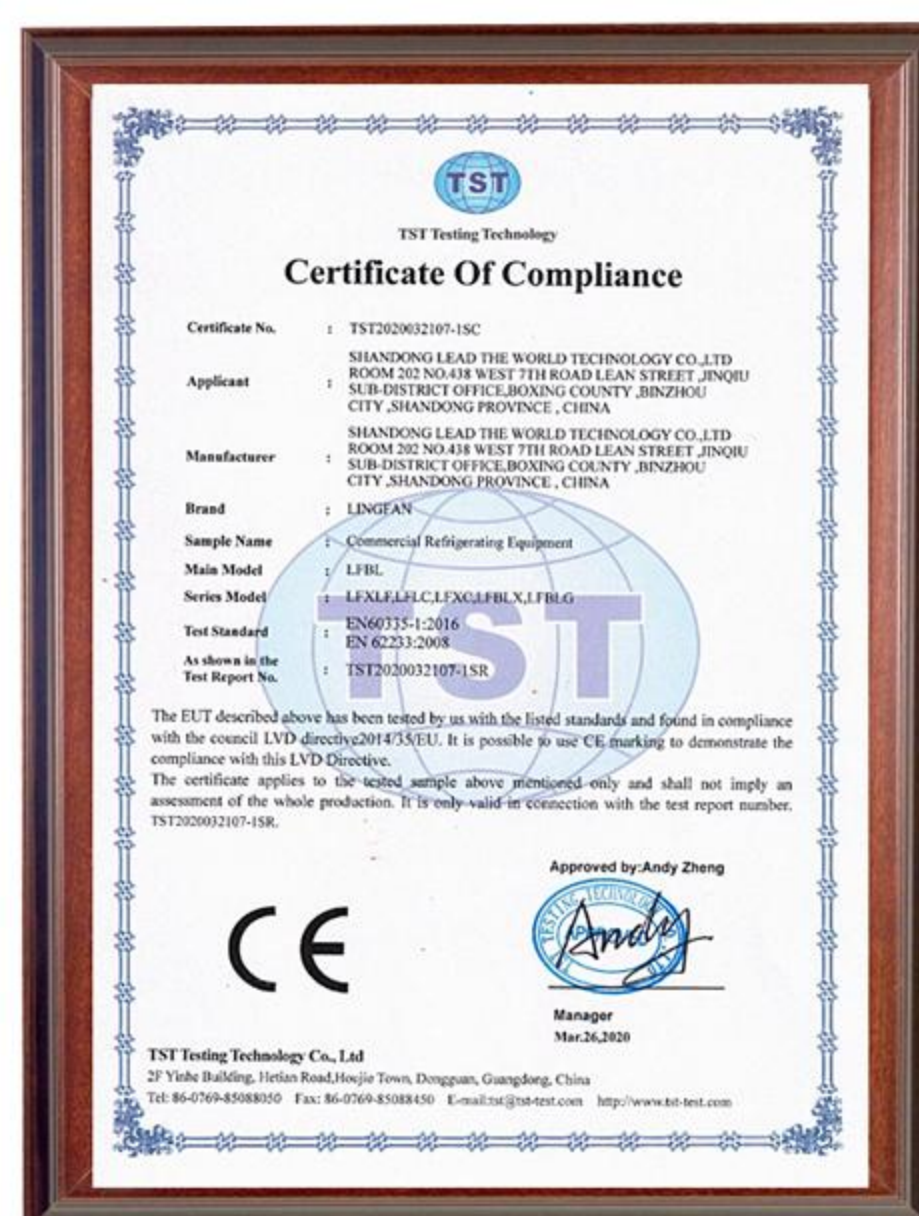 TST
TST Testing Technology
Certificate Of Compliance
Certificate No. : TST2020032107-1SC
Applicant : SHANDONG LEAD THE WORLD TECHNOLOGY CO.,LTD
ROOM 202 NO.438 WEST 7TH ROAD LEAN STREET ,JINQIU
SUB-DISTRICT OFFICE,BOXING COUNTY ,BINZHOU
CITY ,SHANDONG PROVINCE , CHINA
Manufacturer : SHANDONG LEAD THE WORLD TECHNOLOGY CO.,LTD
ROOM 202 NO.438 WEST 7TH ROAD LEAN STREET ,JINQIU
SUB-DISTRICT OFFICE,BOXING COUNTY ,BINZHOU
CITY ,SHANDONG PROVINCE , CHINA
Brand : LINGFAN
Sample Name : Commercial Refrigerating Equipment
Main Model : LFBL
Series Model : LFXLF,LFLC,LFXC,LFBLX,LFBLG
Test Standard : EN60335-1:2016
EN 62233:2008
As shown in the
Test Report No. : TST2020032107-1SR
TST
The EUT described above has been tested by us with the listed standards and found in compliance
with the council LVD directive2014/35/EU. It is possible to use CE marking to demonstrate the
compliance with this LVD Directive.
The certificate applies to the tested sample above mentioned only and shall not imply an
assessment of the whole production. It is only valid in connection with the test report number.
TST2020032107-1SR.
Approved by:Andy Zheng
CE
TESTING TECHNOLOGY
Andy
Manager
Mar.26,2020
TST Testing Technology Co., Ltd
2F Yinhe Building, Hetian Road,Houjie Town, Dongguan, Guangdong, China
Tel: 86-0769-85088050 Fax: 86-0769-85088450 E-mail:tst@tst-test.com http://www.tst-test.com